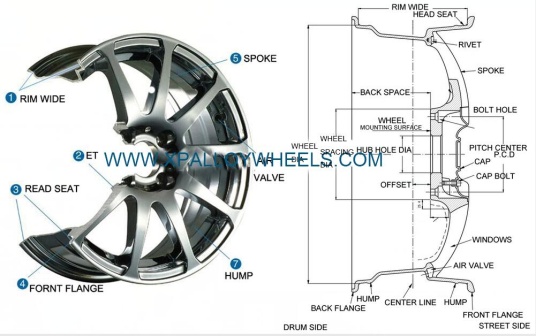 RIM WIDE
HEAD SEAT
RIVET
5 SPOKE
SPOKE
1 RIM WIDE
BACK SPACE
BOLT HOLE
WHEEL
MOUNTING SURFACE
WHEEL
DIA
WHEEL
SPACING
DIA
HUB HOLE DIA
PITCH CENTER
P.C.D
2 ET
WWW.XPALLOYWHEELS.COM
AIR
VALVE
CAP
CAP BOLT
OFFSET
3 READ SEAT
WINDOWS
7
HUMP
4
FORNT FLANGE
AIR VALVE
HUMP
BACK FLANGE
CENTER LINE
HUMP
FRONT FLANGE
DRUM SIDE
STREET SIDE